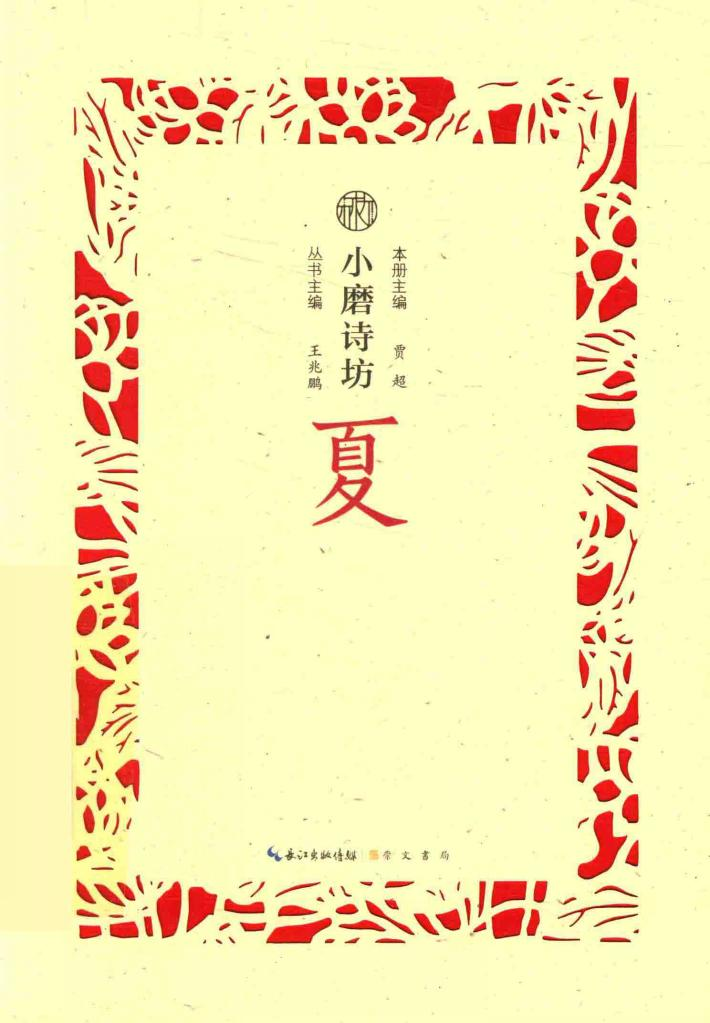 本册主编 贾超
小磨诗坊
丛书主编 王兆鹏
夏
长江出版传媒 崇文书局